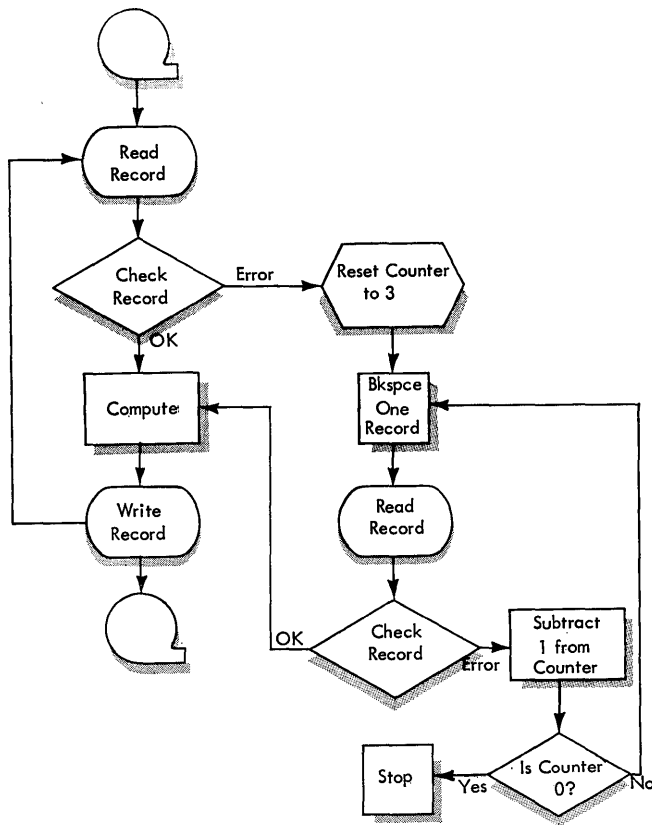 Read
Record
Check
Record
Error
Reset Counter
to 3
OK
Compute
Bkspce
One
Record
Write
Record
Read
Record
OK
Check
Record
Error
Subtract
1 from
Counter
Stop
Yes
Is Counter
0?
No